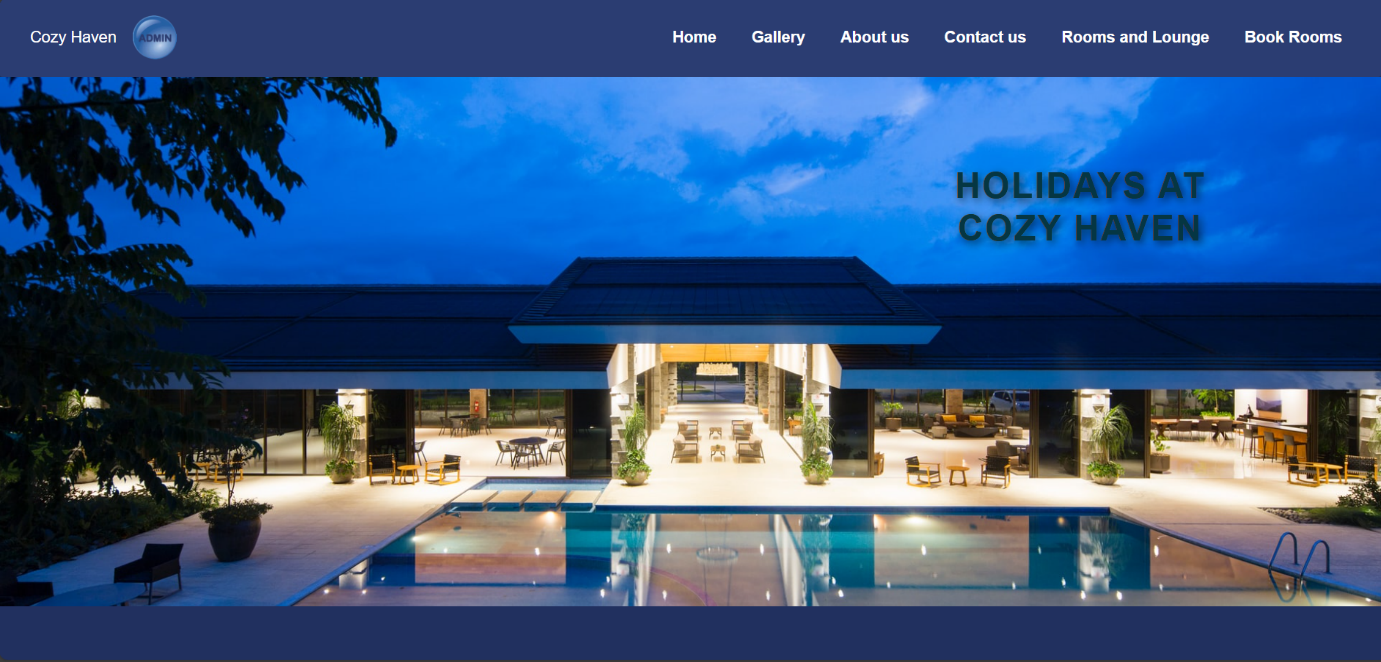 Cozy Haven
ADMIN
Home
Gallery
About us
Contact us
Rooms and Lounge
Book Rooms
HOLIDAYS AT
COZY HAVEN